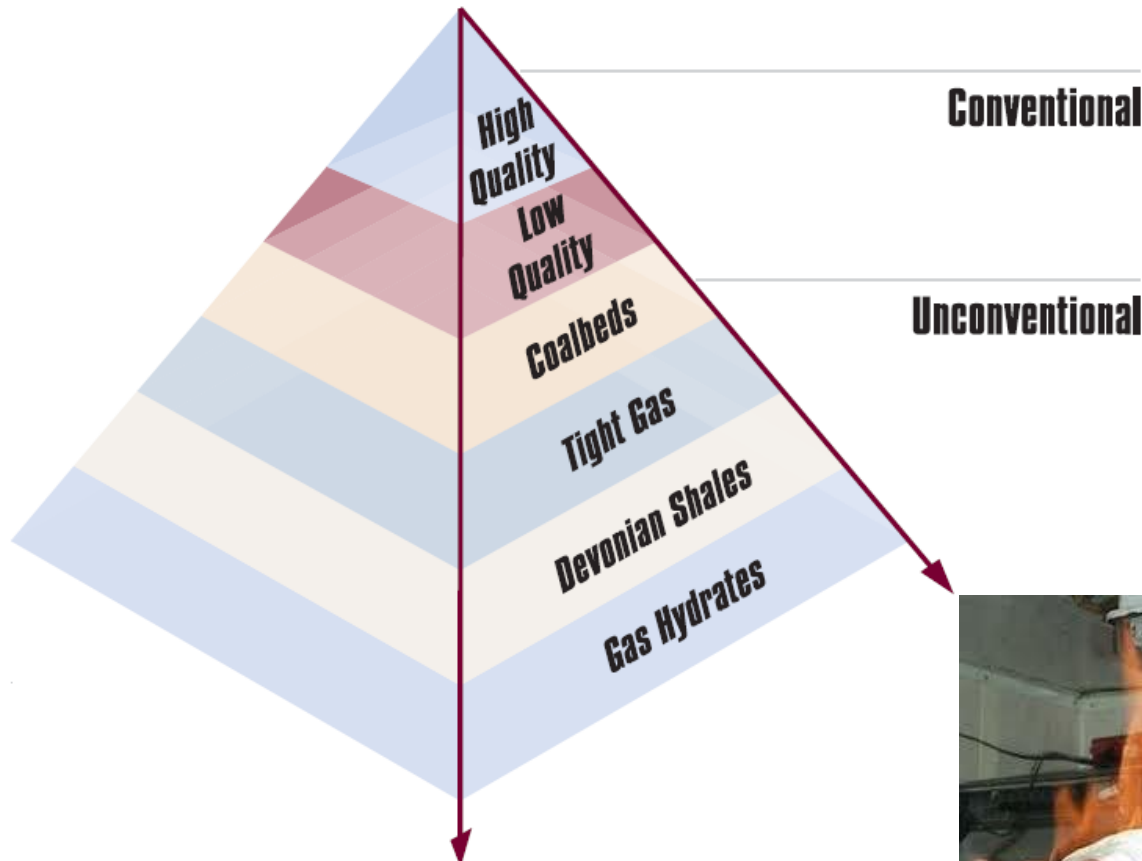 High
Quality
Low
Quality
Coalbeds
Tight Gas
Devonian Shales
Gas Hydrates
Conventional
Unconventional